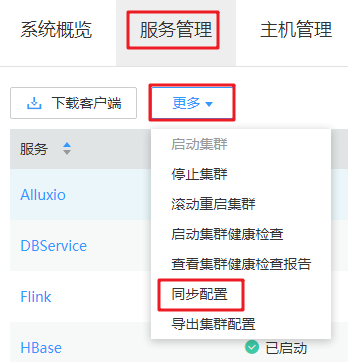 系统概览 服务管理 主机管理
下载客户端 更多
服务
启动集群
停止集群
Alluxio
滚动重启集群
启动集群健康检查
DBService
查看集群健康检查报告
Flink
同步配置
导出集群配置
HBase 已启动